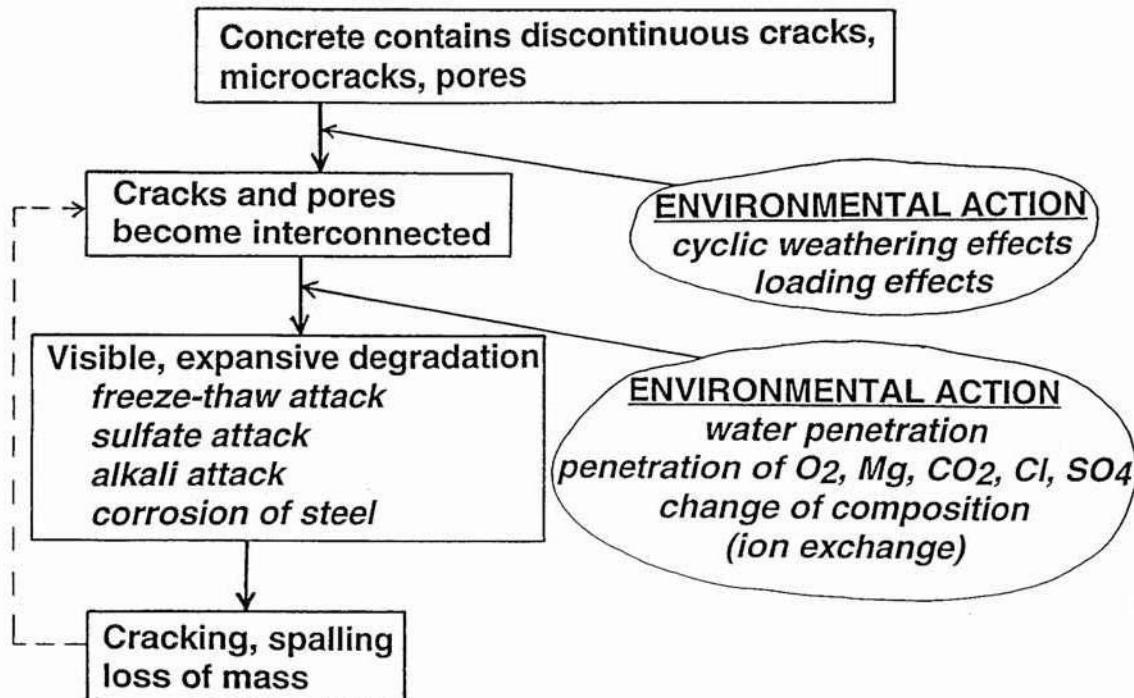 Concrete contains discontinuous cracks,
microcracks, pores
Cracks and pores
become interconnected
ENVIRONMENTAL ACTION
cyclic weathering effects
loading effects
Visible, expansive degradation
freeze-thaw attack
sulfate attack
alkali attack
corrosion of steel
ENVIRONMENTAL ACTION
water penetration
penetration of O2, Mg, CO2, Cl, SO4
change of composition
(ion exchange)
Cracking, spalling
loss of mass